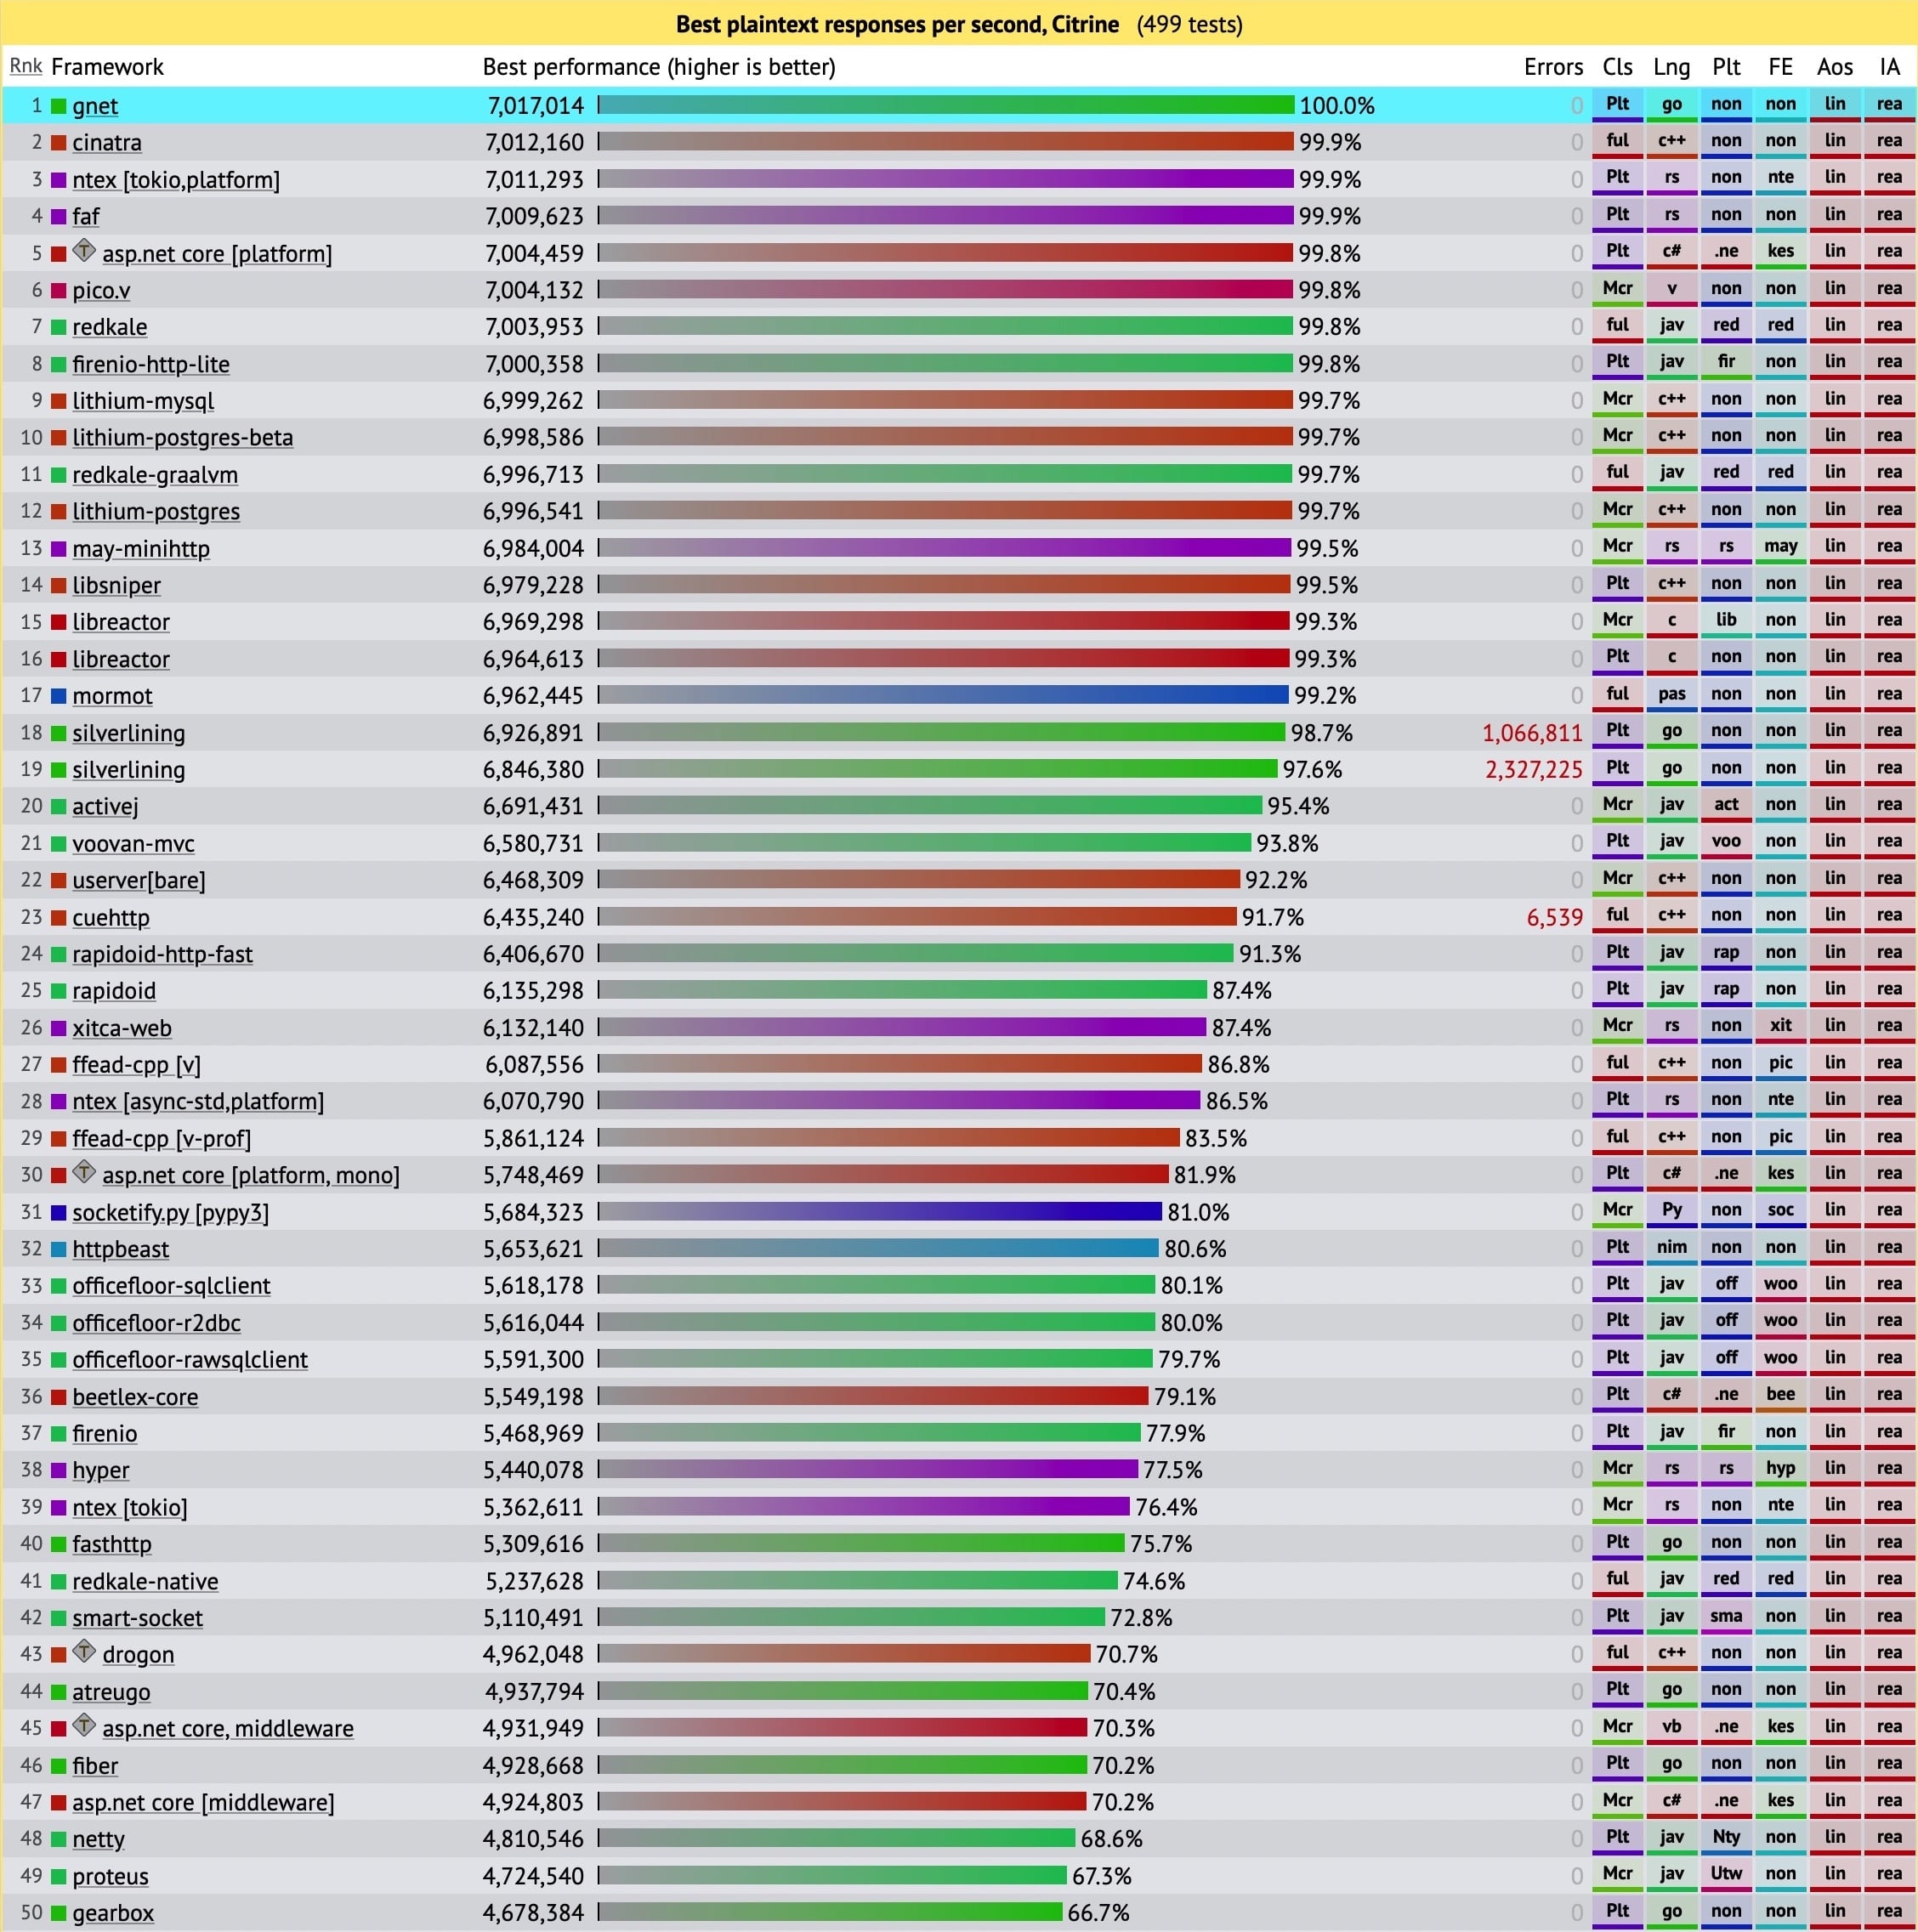 Best plaintext responses per second, Citrine (499 tests)
Rnk Framework Best performance (higher is better) Errors Cls Lng Plt FE Aos IA
1 gnet 7,017,014 100.0% 0 Plt go non non lin rea
2 cinatra 7,012,160 99.9% 0 ful c++ non non lin rea
3 ntex [tokio,platform] 7,011,293 99.9% 0 Plt rs non nte lin rea
4 faf 7,009,623 99.9% 0 Plt rs non non lin rea
5 T asp.net core [platform] 7,004,459 99.8% 0 Plt c# .ne kes lin rea
6 pico.v 7,004,132 99.8% 0 Mcr v non non lin rea
7 redkale 7,003,953 99.8% 0 ful jav red red lin rea
8 firenio-http-lite 7,000,358 99.8% 0 Plt jav fir non lin rea
9 lithium-mysql 6,999,262 99.7% 0 Mcr c++ non non lin rea
10 lithium-postgres-beta 6,998,586 99.7% 0 Mcr c++ non non lin rea
11 redkale-graalvm 6,996,713 99.7% 0 ful jav red red lin rea
12 lithium-postgres 6,996,541 99.7% 0 Mcr c++ non non lin rea
13 may-minihttp 6,984,004 99.5% 0 Mcr rs rs may lin rea
14 libsniper 6,979,228 99.5% 0 Plt c++ non non lin rea
15 libreactor 6,969,298 99.3% 0 Mcr c lib non lin rea
16 libreactor 6,964,613 99.3% 0 Plt c non non lin rea
17 mormot 6,962,445 99.2% 0 ful pas non non lin rea
18 silverlining 6,926,891 98.7% 1,066,811 Plt go non non lin rea
19 silverlining 6,846,380 97.6% 2,327,225 Plt go non non lin rea
20 activej 6,691,431 95.4% 0 Mcr jav act non lin rea
21 voovan-mvc 6,580,731 93.8% 0 Plt jav voo non lin rea
22 userver[bare] 6,468,309 92.2% 0 Mcr c++ non non lin rea
23 cuehttp 6,435,240 91.7% 6,539 ful c++ non non lin rea
24 rapidoid-http-fast 6,406,670 91.3% 0 Plt jav rap non lin rea
25 rapidoid 6,135,298 87.4% 0 Plt jav rap non lin rea
26 xitca-web 6,132,140 87.4% 0 Mcr rs non xit lin rea
27 ffead-cpp [v] 6,087,556 86.8% 0 ful c++ non pic lin rea
28 ntex [async-std,platform] 6,070,790 86.5% 0 Plt rs non nte lin rea
29 ffead-cpp [v-prof] 5,861,124 83.5% 0 ful c++ non pic lin rea
30 T asp.net core [platform, mono] 5,748,469 81.9% 0 Plt c# .ne kes lin rea
31 socketify.py [pypy3] 5,684,323 81.0% 0 Mcr Py non soc lin rea
32 httpbeast 5,653,621 80.6% 0 Plt nim non non lin rea
33 officefloor-sqlclient 5,618,178 80.1% 0 Plt jav off woo lin rea
34 officefloor-r2dbc 5,616,044 80.0% 0 Plt jav off woo lin rea
35 officefloor-rawsqlclient 5,591,300 79.7% 0 Plt jav off woo lin rea
36 beetlex-core 5,549,198 79.1% 0 Plt c# .ne bee lin rea
37 firenio 5,468,969 77.9% 0 Plt jav fir non lin rea
38 hyper 5,440,078 77.5% 0 Mcr rs rs hyp lin rea
39 ntex [tokio] 5,362,611 76.4% 0 Mcr rs non nte lin rea
40 fasthttp 5,309,616 75.7% 0 Plt go non non lin rea
41 redkale-native 5,237,628 74.6% 0 ful jav red red lin rea
42 smart-socket 5,110,491 72.8% 0 Plt jav sma non lin rea
43 T drogon 4,962,048 70.7% 0 ful c++ non non lin rea
44 atreugo 4,937,794 70.4% 0 Plt go non non lin rea
45 T asp.net core, middleware 4,931,949 70.3% 0 Mcr vb .ne kes lin rea
46 fiber 4,928,668 70.2% 0 Plt go non non lin rea
47 asp.net core [middleware] 4,924,803 70.2% 0 Mcr c# .ne kes lin rea
48 netty 4,810,546 68.6% 0 Plt jav Nty non lin rea
49 proteus 4,724,540 67.3% 0 Mcr jav Utw non lin rea
50 gearbox 4,678,384 66.7% 0 Plt go non non lin rea